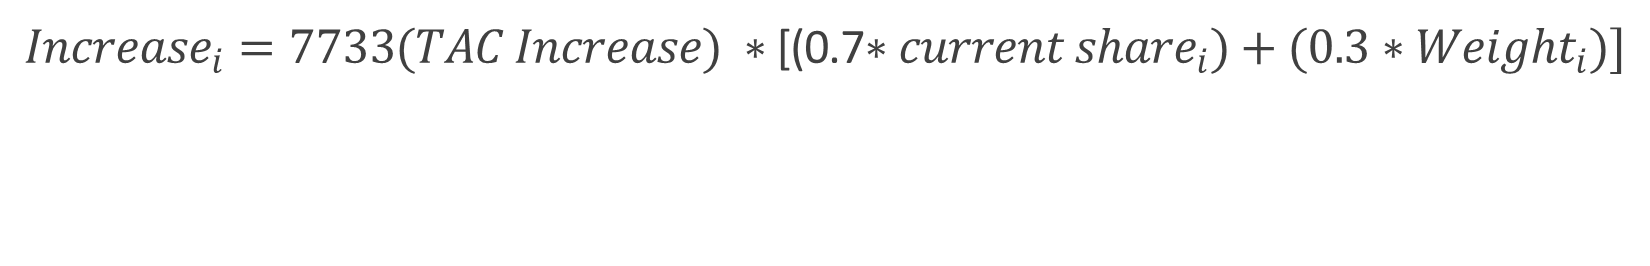 Increaseᵢ = 7733(TAC Increase) * [(0.7* current shareᵢ) + (0.3 * Weightᵢ)]